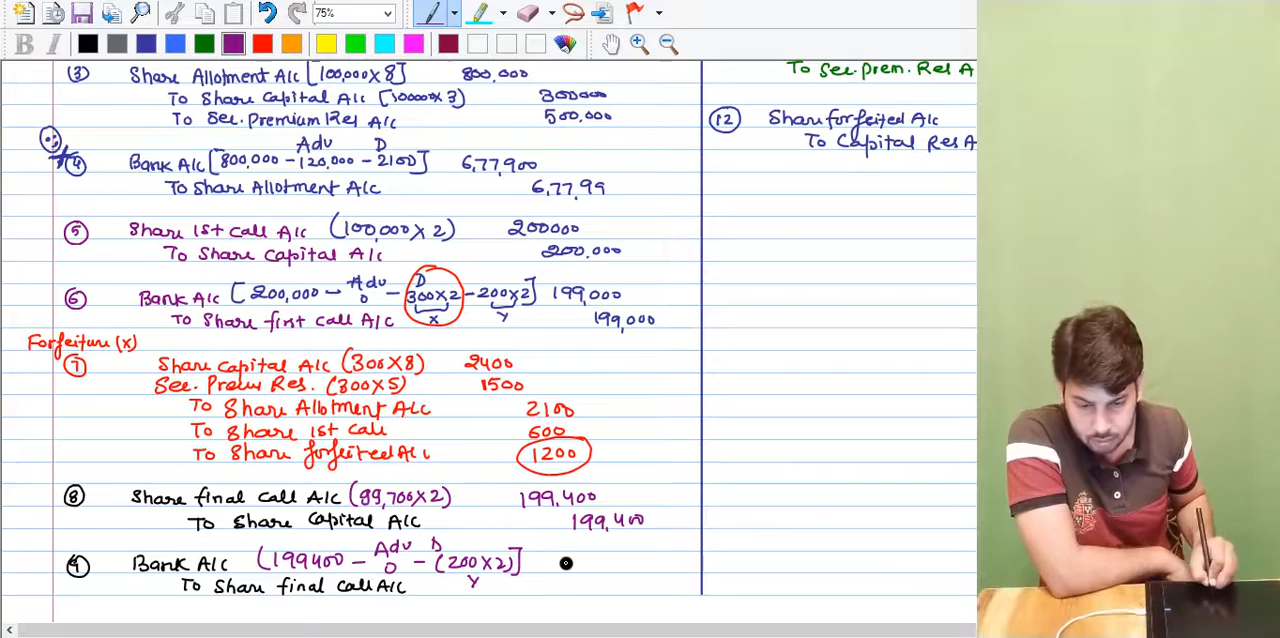 75%
B I
③ Share Allotment A/c [100,000 x 8] 800,000
To Share Capital A/c [10000 x 3) 300000
To Sec. Premium Res A/c 500,000
Adv D
④ Bank A/c [800,000 - 120,000 - 2100] 6,77,900
To Share Allotment A/c 6,77,99
⑤ Share 1st call A/c (100,000 x 2) 200000
To Share Capital A/c 200.000
Adv D
⑥ Bank A/c [200,000 - 0 - 300x2 - 200x2] 199,000
x y
To Share first call A/c 199,000
Forfeiture (x)
⑦ Share Capital A/c (300 x 8) 2400
Sec. Prem Res. (300 x 5) 1500
To Share Allotment A/c 2100
To Share 1st Call 600
To Share forfeited A/c 1200
⑧ Share final call A/c (99,700 x 2) 199,400
To Share Capital A/c 199,400
Adv D
⑨ Bank A/c (199400 - 0 - (200 x 2)]
y
To Share final call A/c
To Sec. Prem. Res A
⑫ Share forfeited A/c
To Capital Res A